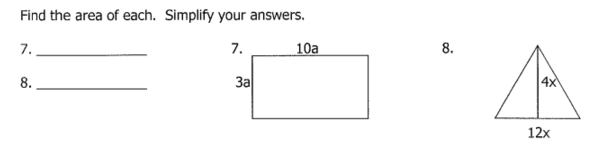 Find the area of each.  Simplify your answers.
7. ____________
8. ____________
7.
10a
3a
8.
4x
12x